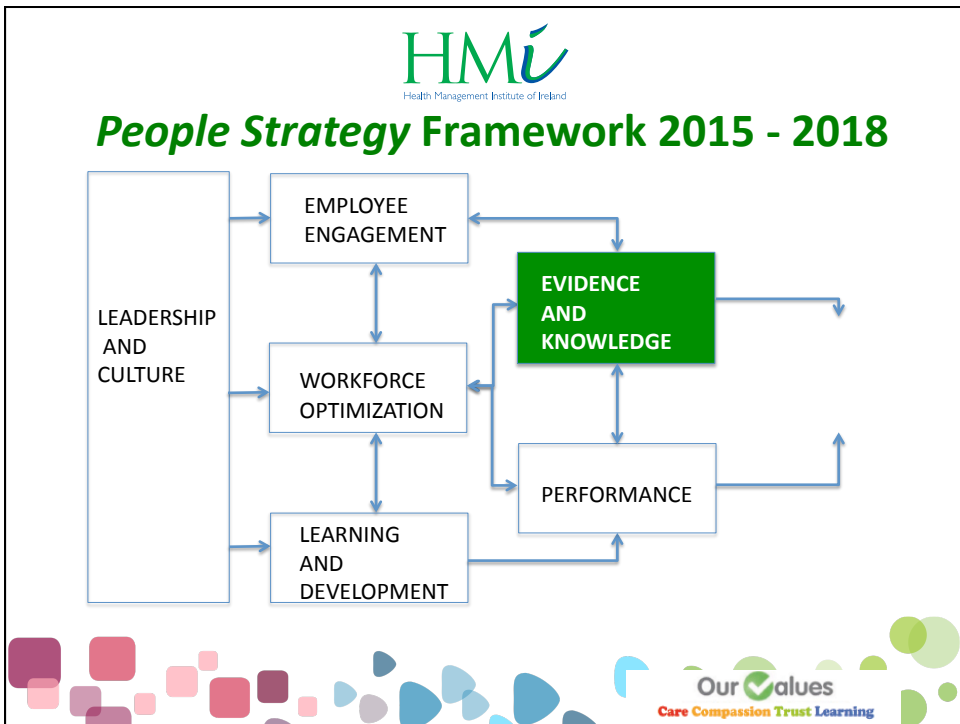 HMi
Health Management Institute of Ireland
People Strategy Framework 2015 - 2018
LEADERSHIP
AND
CULTURE
EMPLOYEE
ENGAGEMENT
WORKFORCE
OPTIMIZATION
LEARNING
AND
DEVELOPMENT
EVIDENCE
AND
KNOWLEDGE
PERFORMANCE
Our Values
Care Compassion Trust Learning